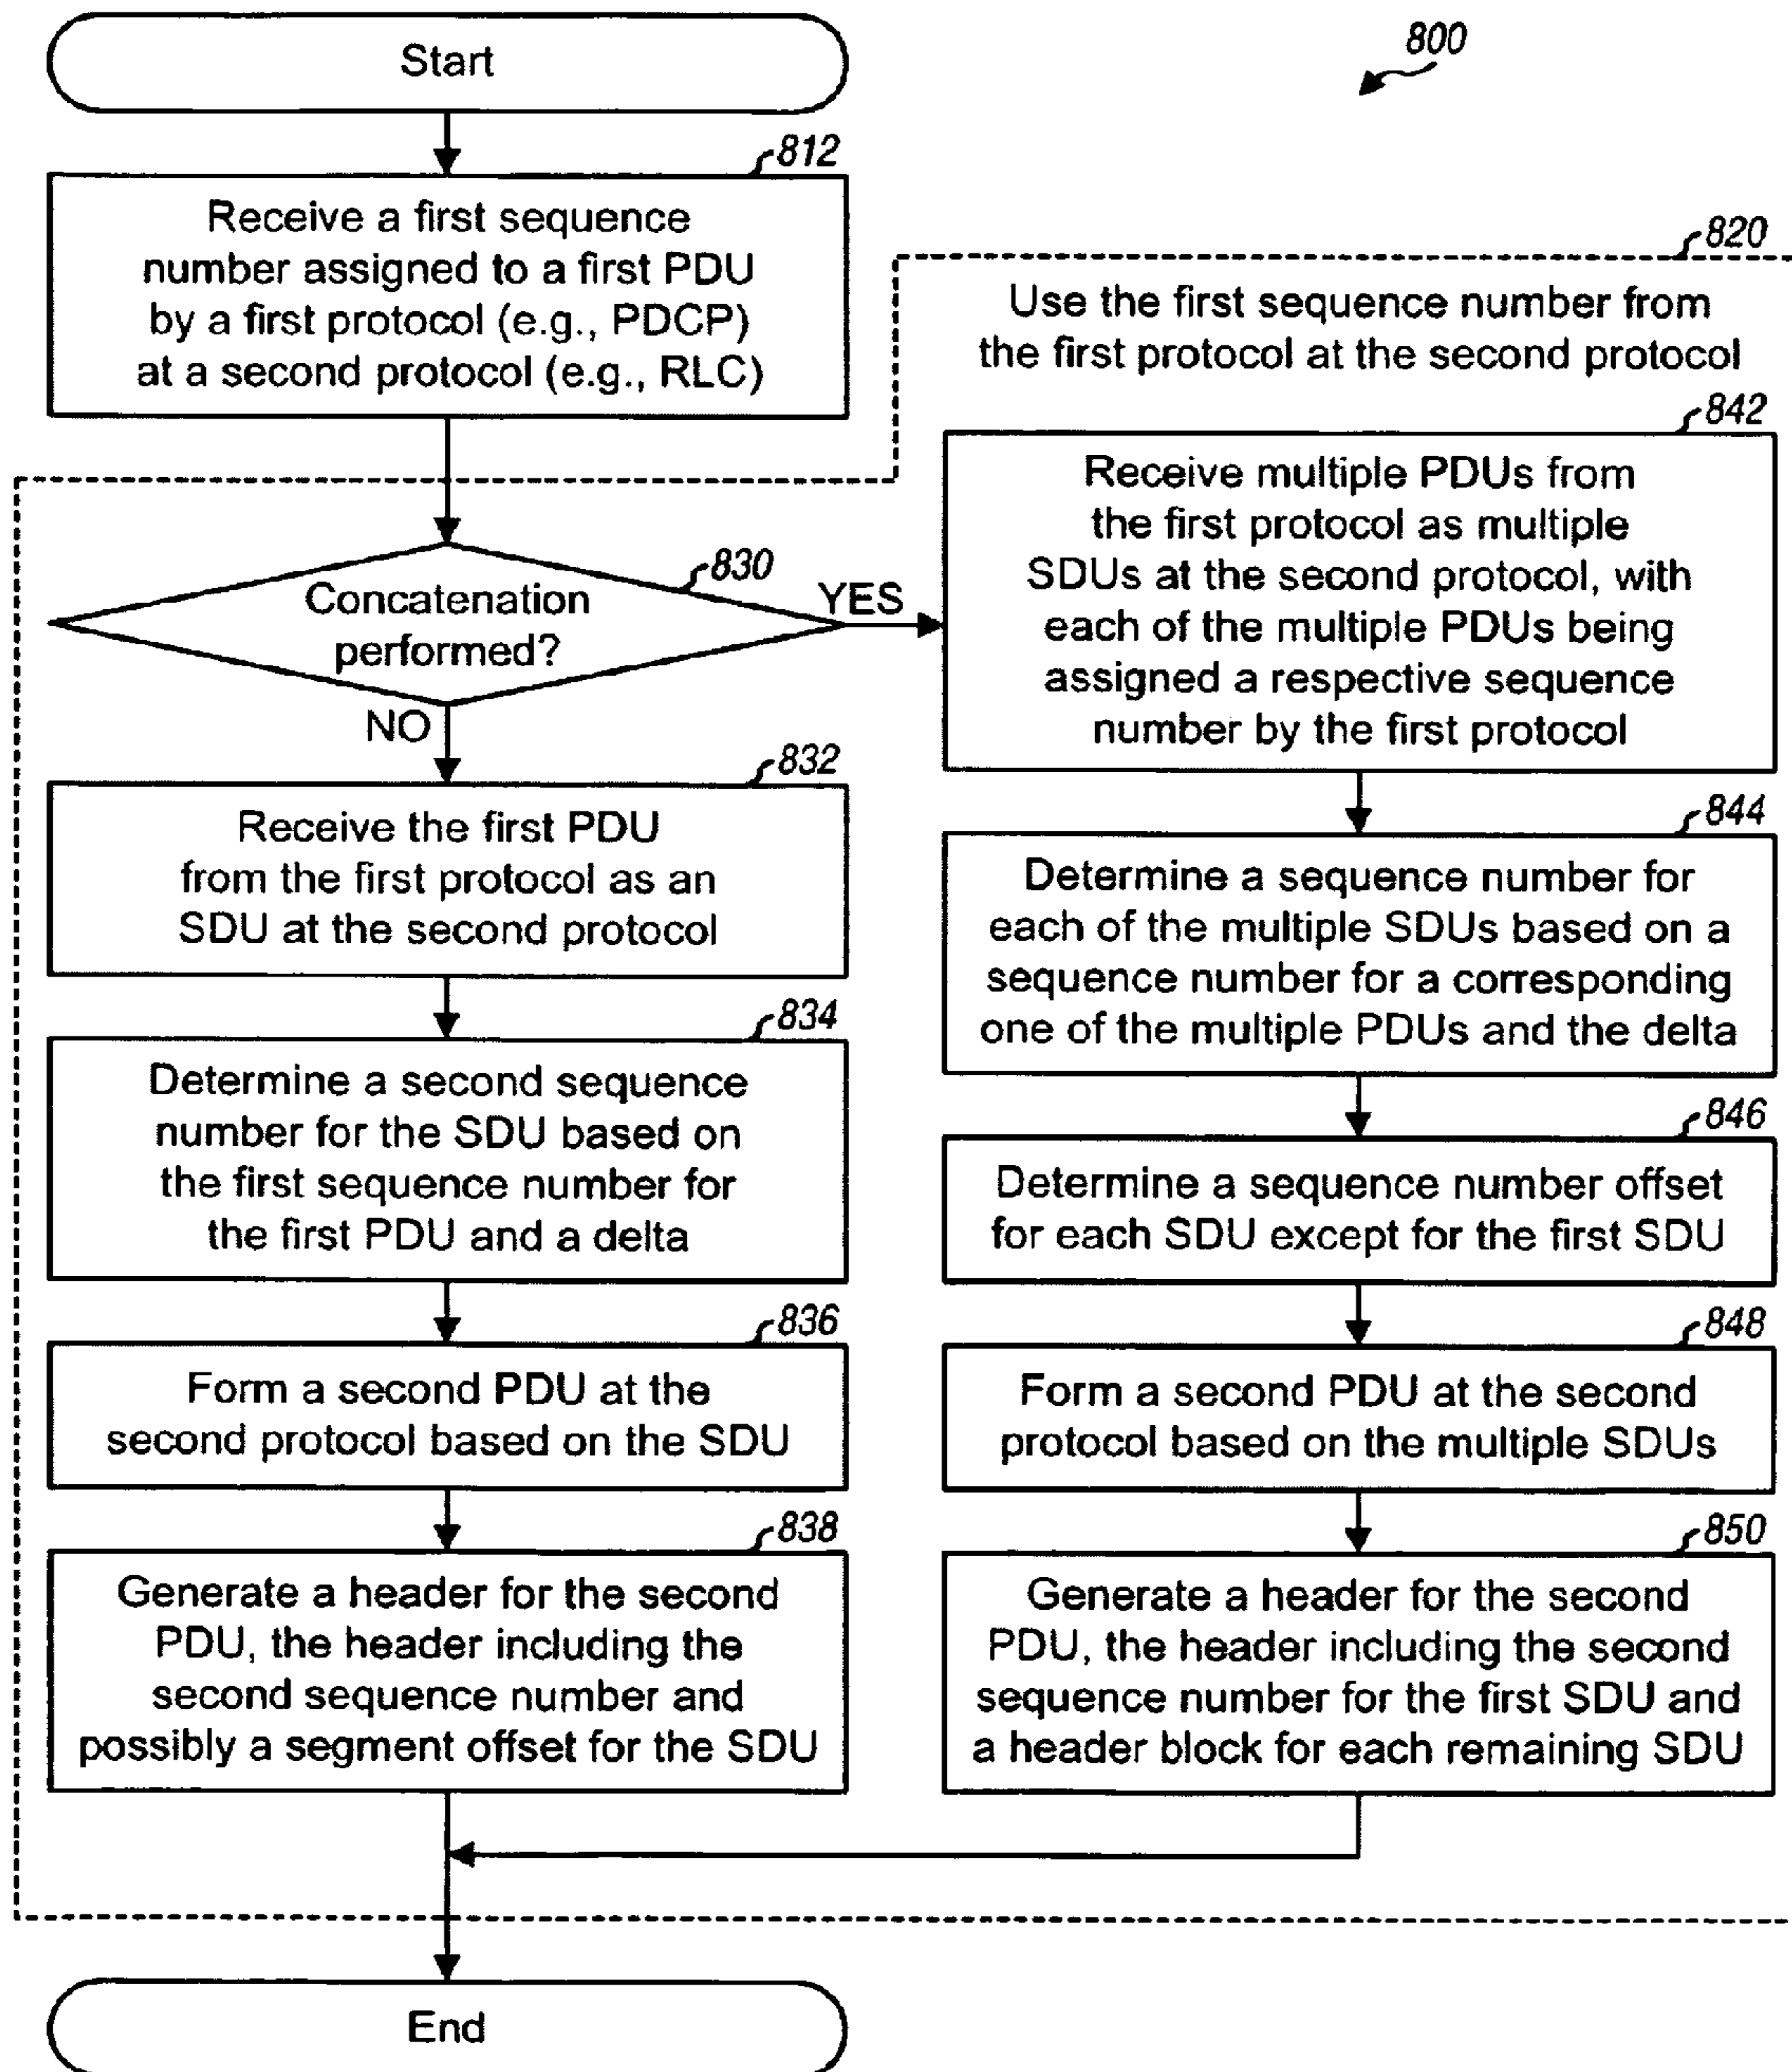 Start
800
812
Receive a first sequence
number assigned to a first PDU
by a first protocol (e.g., PDCP)
at a second protocol (e.g., RLC)
820
Use the first sequence number from
the first protocol at the second protocol
830
Concatenation
performed?
YES
NO
832
Receive the first PDU
from the first protocol as an
SDU at the second protocol
834
Determine a second sequence
number for the SDU based on
the first sequence number for
the first PDU and a delta
836
Form a second PDU at the
second protocol based on the SDU
838
Generate a header for the second
PDU, the header including the
second sequence number and
possibly a segment offset for the SDU
842
Receive multiple PDUs from
the first protocol as multiple
SDUs at the second protocol, with
each of the multiple PDUs being
assigned a respective sequence
number by the first protocol
844
Determine a sequence number for
each of the multiple SDUs based on a
sequence number for a corresponding
one of the multiple PDUs and the delta
846
Determine a sequence number offset
for each SDU except for the first SDU
848
Form a second PDU at the second
protocol based on the multiple SDUs
850
Generate a header for the second
PDU, the header including the second
sequence number for the first SDU and
a header block for each remaining SDU
End